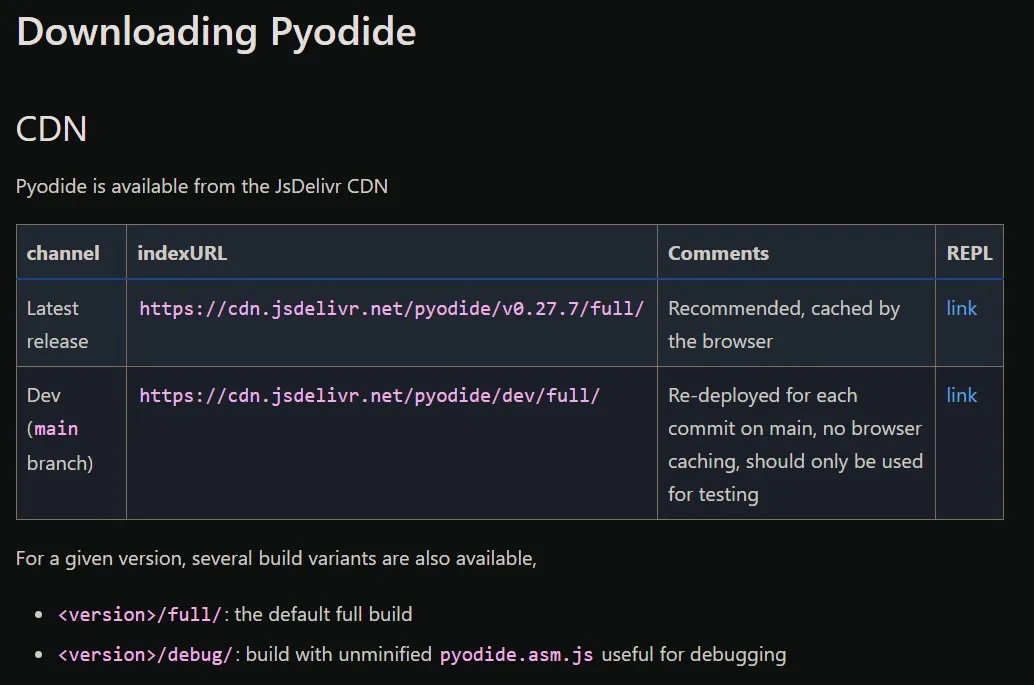 Downloading Pyodide
CDN
Pyodide is available from the JsDelivr CDN
channel indexURL Comments REPL
Latest release https://cdn.jsdelivr.net/pyodide/v0.27.7/full/ Recommended, cached by the browser link
Dev (main branch) https://cdn.jsdelivr.net/pyodide/dev/full/ Re-deployed for each commit on main, no browser caching, should only be used for testing link
For a given version, several build variants are also available,
• <version>/full/: the default full build
• <version>/debug/: build with unminified pyodide.asm.js useful for debugging